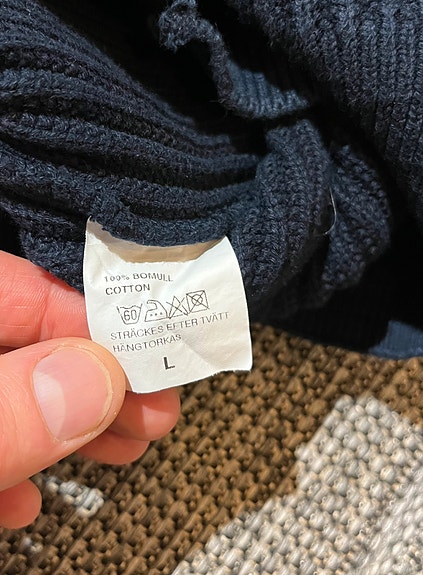 100% BOMULL
COTTON
60
STRÄCKES EFTER TVÄTT
HÄNGTORKAS
L